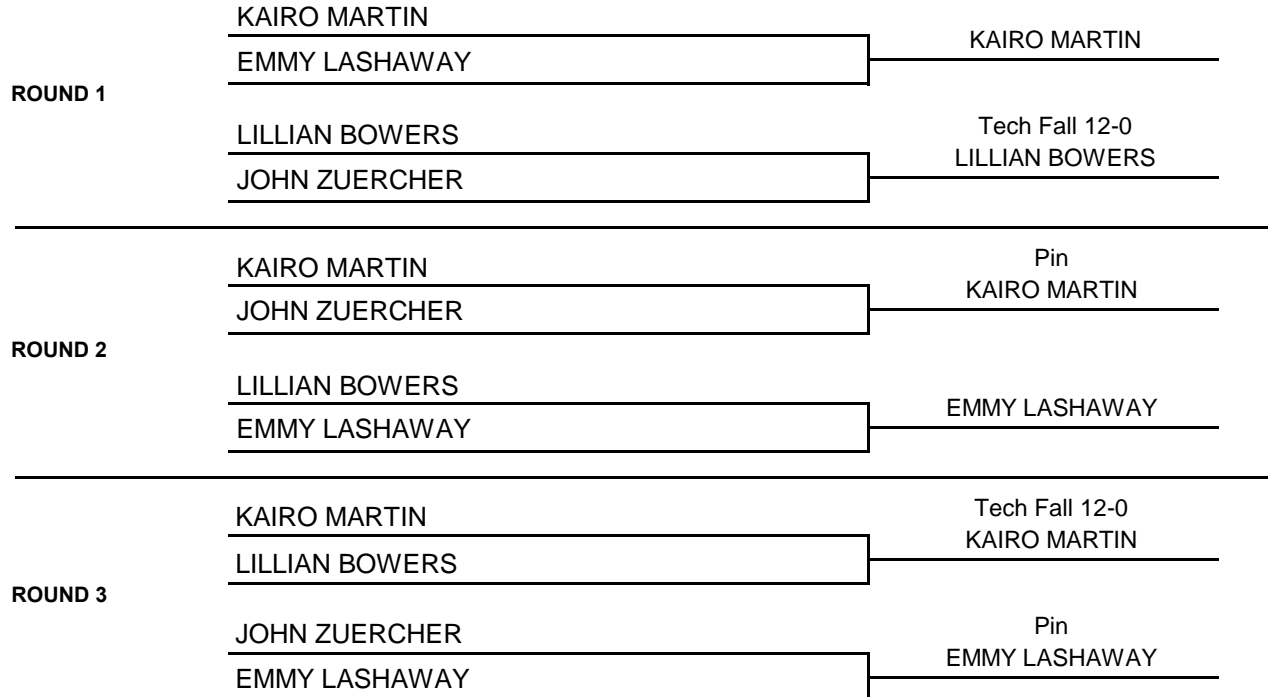 KAIRO MARTIN
EMMY LASHAWAY
KAIRO MARTIN
ROUND 1
LILLIAN BOWERS
JOHN ZUERCHER
Tech Fall 12-0
LILLIAN BOWERS
KAIRO MARTIN
JOHN ZUERCHER
Pin
KAIRO MARTIN
ROUND 2
LILLIAN BOWERS
EMMY LASHAWAY
EMMY LASHAWAY
KAIRO MARTIN
LILLIAN BOWERS
Tech Fall 12-0
KAIRO MARTIN
ROUND 3
JOHN ZUERCHER
EMMY LASHAWAY
Pin
EMMY LASHAWAY